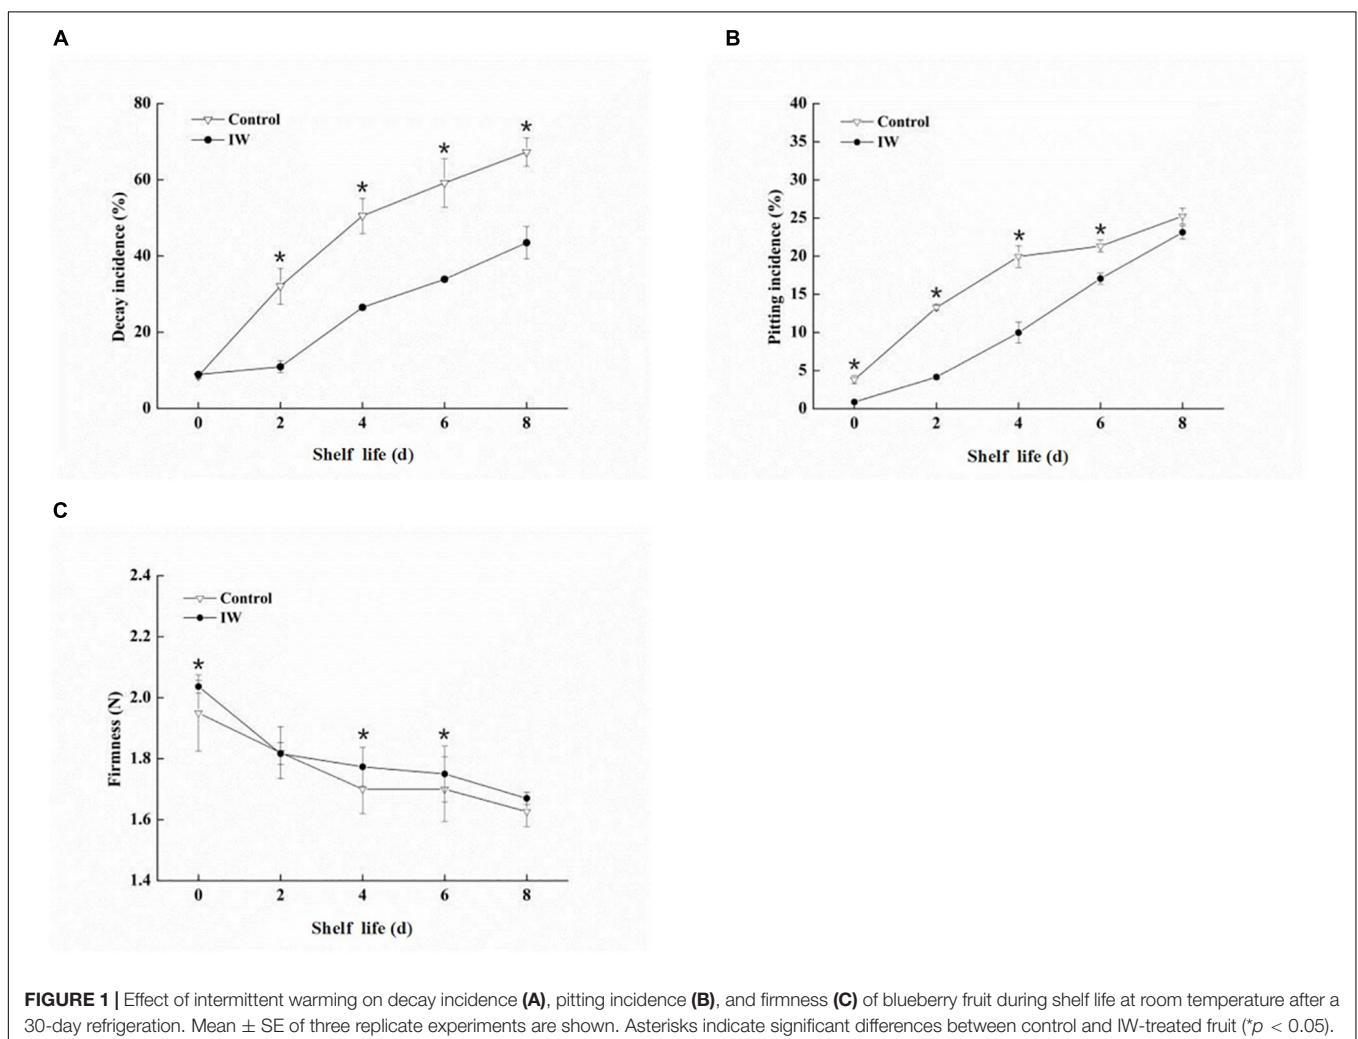 A
80
60
40
20
0
Decay incidence (%)
Control
IW
*
*
*
*
0 2 4 6 8
Shelf life (d)
B
40
35
30
25
20
15
10
5
0
Pitting incidence (%)
Control
IW
*
*
*
*
0 2 4 6 8
Shelf life (d)
C
2.4
2.2
2.0
1.8
1.6
1.4
Firmness (N)
Control
IW
*
*
*
0 2 4 6 8
Shelf life (d)
FIGURE 1 | Effect of intermittent warming on decay incidence (A), pitting incidence (B), and firmness (C) of blueberry fruit during shelf life at room temperature after a
30-day refrigeration. Mean ± SE of three replicate experiments are shown. Asterisks indicate significant differences between control and IW-treated fruit (*p < 0.05).